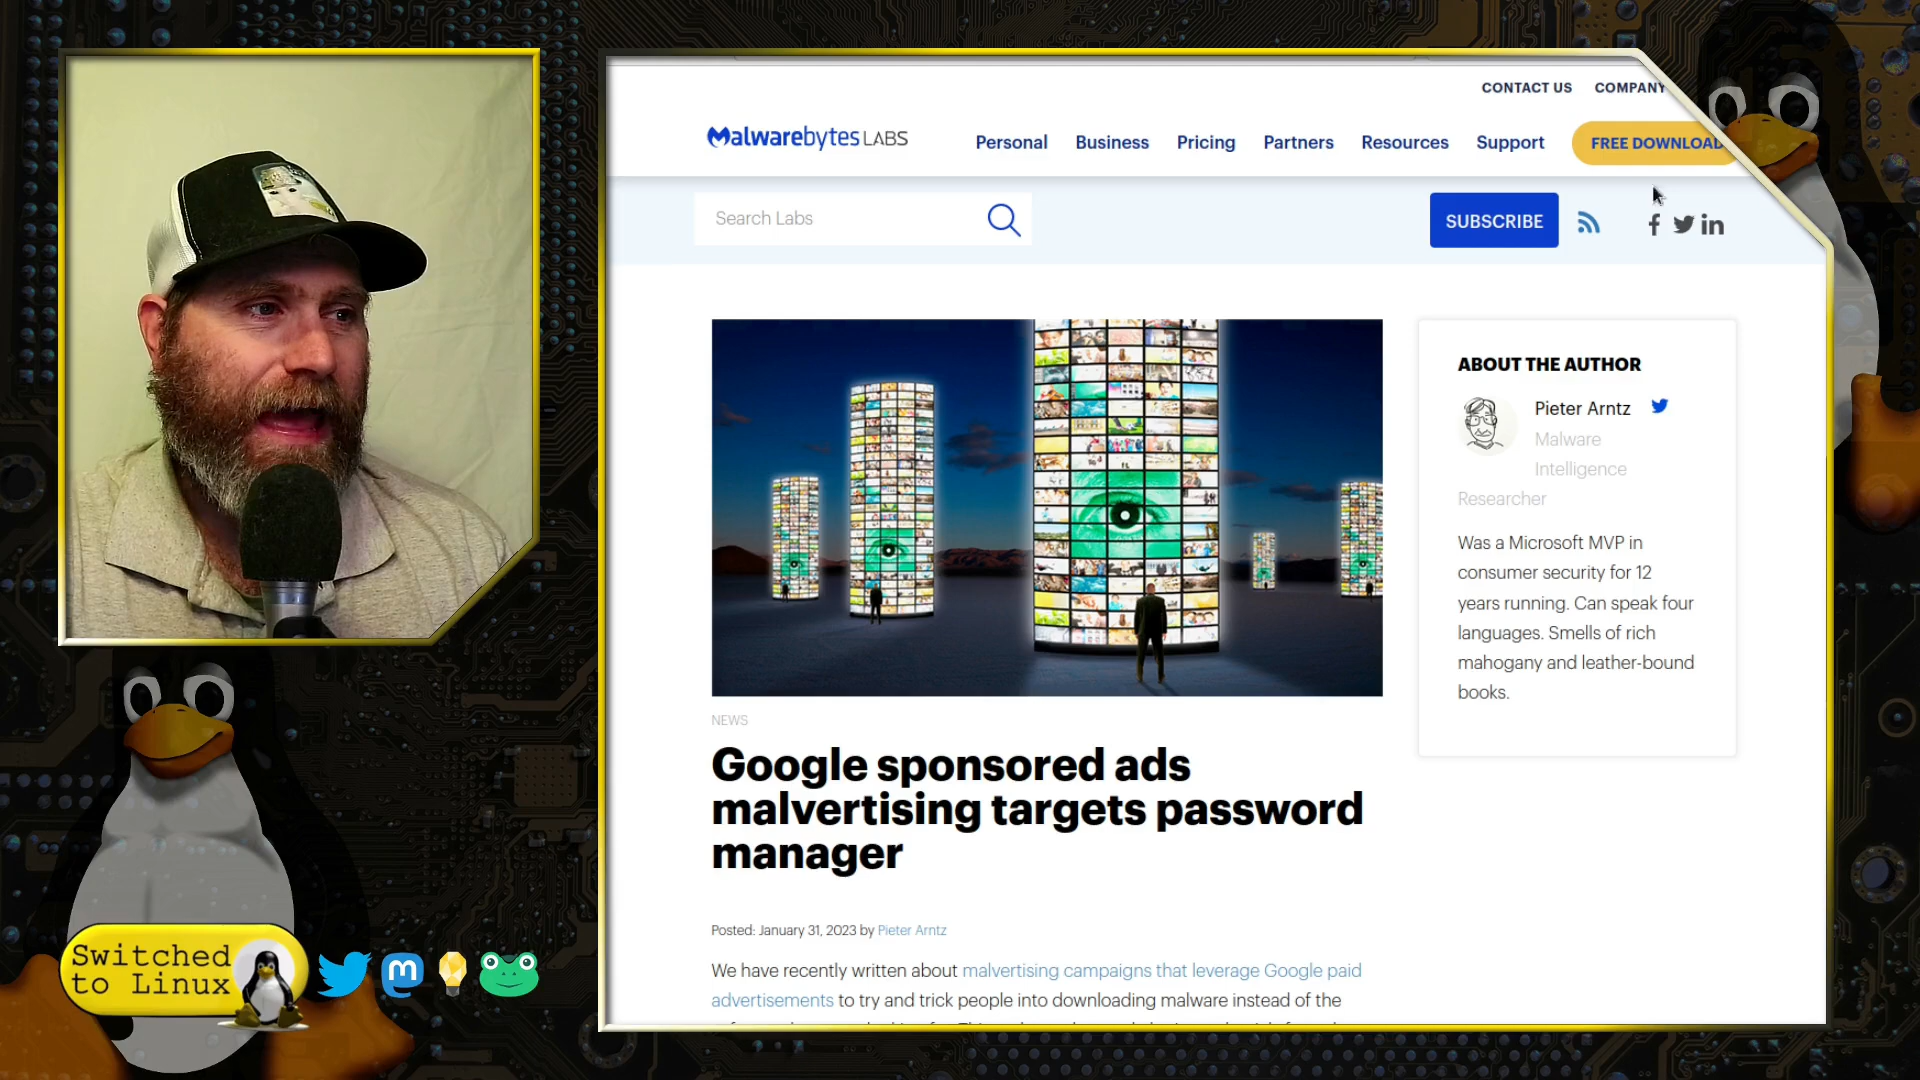 CONTACT US COMPANY
Malwarebytes LABS
Personal Business Pricing Partners Resources Support FREE DOWNLOAD
Search Labs
SUBSCRIBE
ABOUT THE AUTHOR
Pieter Arntz
Malware
Intelligence
Researcher
Was a Microsoft MVP in
consumer security for 12
years running. Can speak four
languages. Smells of rich
mahogany and leather-bound
books.
NEWS
Google sponsored ads
malvertising targets password
manager
Posted: January 31, 2023 by Pieter Arntz
We have recently written about malvertising campaigns that leverage Google paid
advertisements to try and trick people into downloading malware instead of the
Switched
to Linux